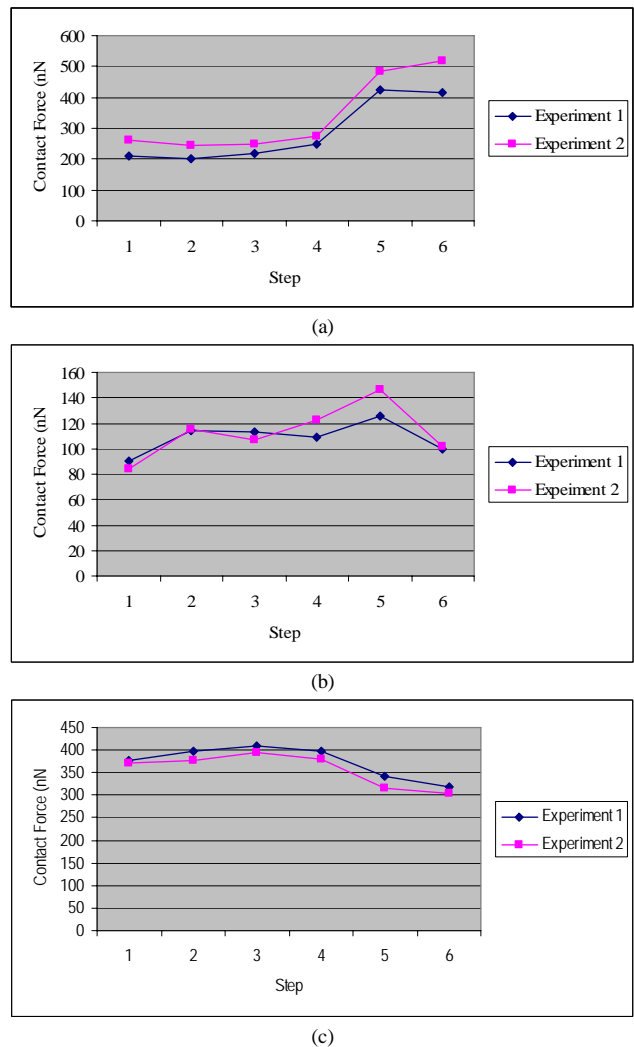 600
500
400
300
200
100
0
Contact Force (nN
1 2 3 4 5 6
Step
Experiment 1
Experiment 2
(a)
160
140
120
100
80
60
40
20
0
Contact Force (nN
1 2 3 4 5 6
Step
Experiment 1
Expeiment 2
(b)
450
400
350
300
250
200
150
100
50
0
Contact Force (nN
1 2 3 4 5 6
Step
Experiment 1
Experiment 2
(c)